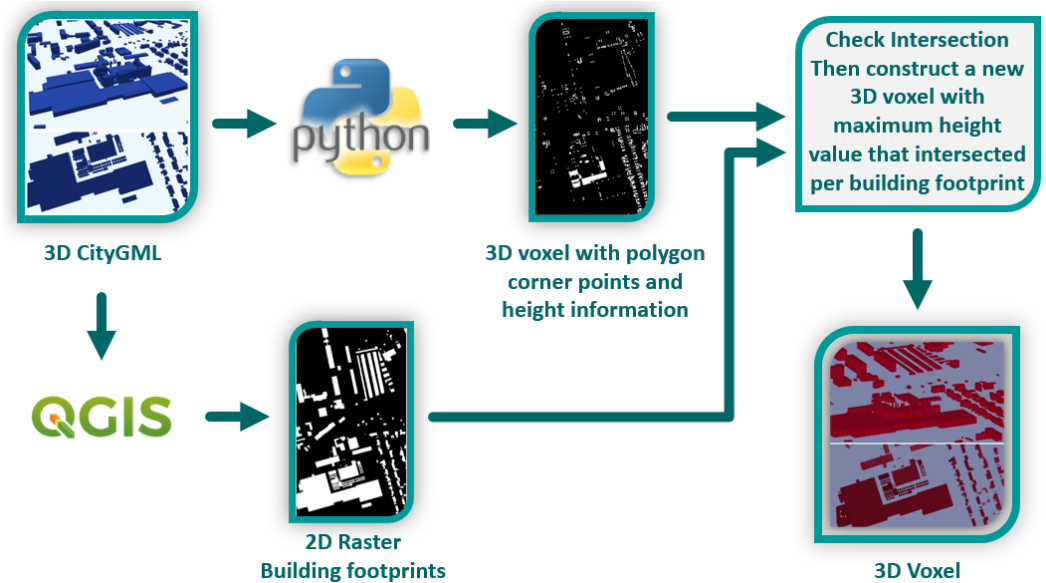 Check Intersection
Then construct a new
3D voxel with
maximum height
value that intersected
per building footprint
python
3D CityGML
3D voxel with polygon
corner points and
height information
QGIS
2D Raster
Building footprints
3D Voxel